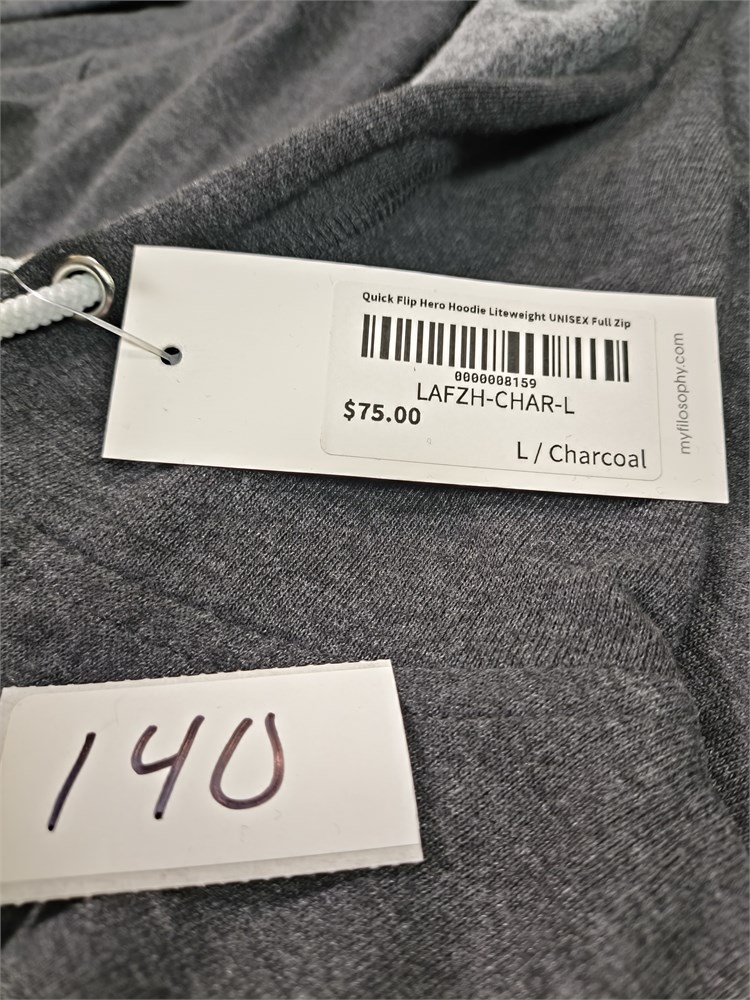 Quick Flip Hero Hoodie Liteweight UNISEX Full Zip
0000008159
LAFZH-CHAR-L
$75.00
L / Charcoal
myfilosophy.com
140